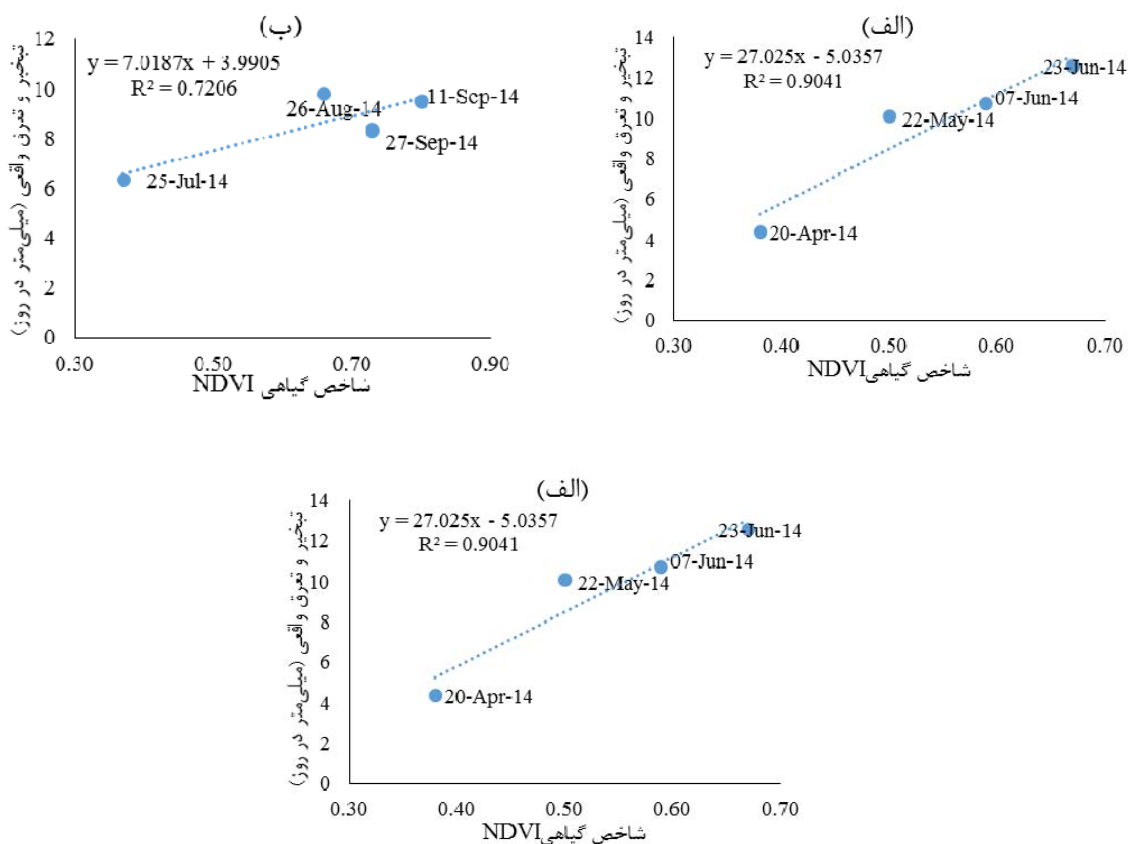 (الف)
y = 27.025x - 5.0357
R² = 0.9041
تبخیر و تعرق واقعی (میلی‌متر در روز)
14
12
10
8
6
4
2
0
23-Jun-14
07-Jun-14
22-May-14
20-Apr-14
0.30 0.40 0.50 0.60 0.70
شاخص گیاهیNDVI
(ب)
y = 7.0187x + 3.9905
R² = 0.7206
تبخیر و تعرق واقعی (میلی‌متر در روز)
12
10
8
6
4
2
0
26-Aug-14
11-Sep-14
27-Sep-14
25-Jul-14
0.30 0.50 0.70 0.90
شاخص گیاهی NDVI
(الف)
y = 27.025x - 5.0357
R² = 0.9041
تبخیر و تعرق واقعی (میلی‌متر در روز)
14
12
10
8
6
4
2
0
23-Jun-14
07-Jun-14
22-May-14
20-Apr-14
0.30 0.40 0.50 0.60 0.70
شاخص گیاهیNDVI